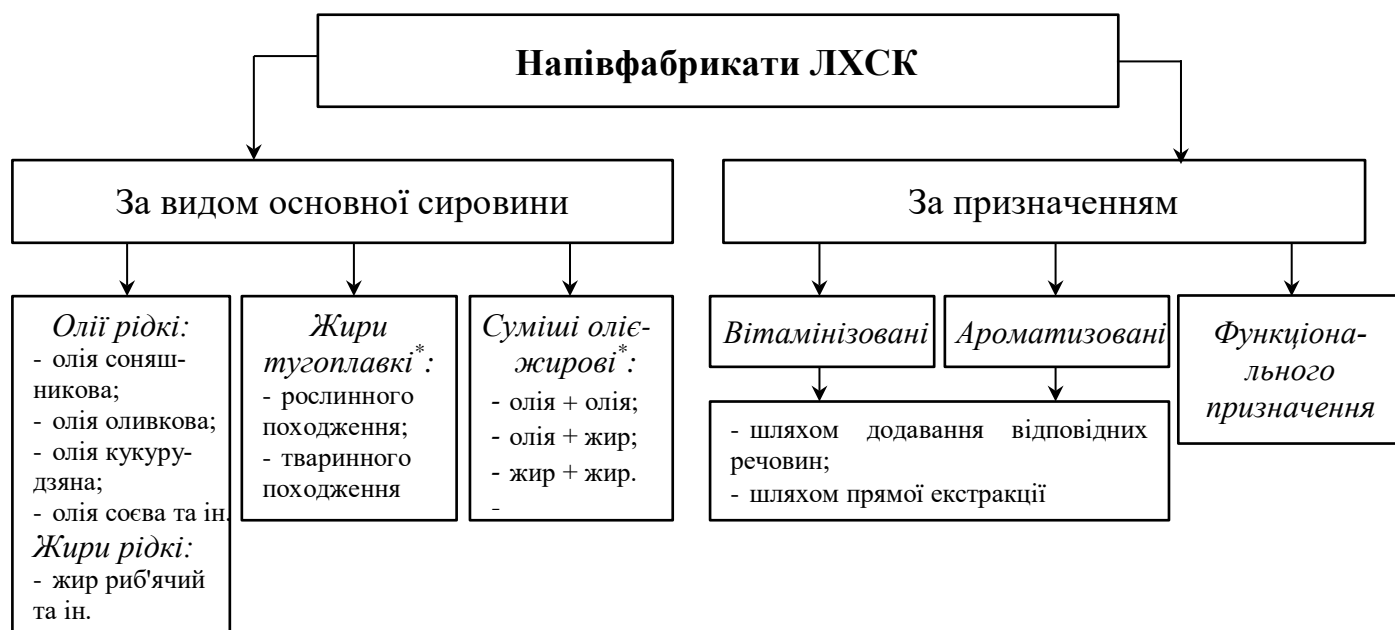 Напівфабрикати ЛХСК
За видом основної сировини
За призначенням
Олії рідкі:
- олія соняш-
никова;
- олія оливкова;
- олія кукуру-
дзяна;
- олія соєва та ін.
Жири рідкі:
- жир риб'ячий
та ін.
Жири
тугоплавкі*:
- рослинного
походження;
- тваринного
походження
Суміші оліє-
жирові*:
- олія + олія;
- олія + жир;
- жир + жир.
-
Вітамінізовані
Ароматизовані
Функціона-
льного
призначення
- шляхом додавання відповідних
речовин;
- шляхом прямої екстракції